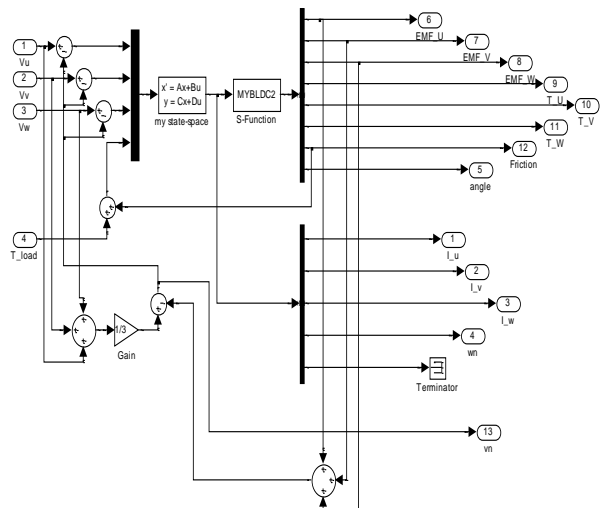 1
Vu
2
Vv
3
Vw
4
T_load
x' = Ax+Bu
y = Cx+Du
my state-space
MYBLDC2
S-Function
6
EMF_U
7
EMF_V
8
EMF_W
9
T_U
10
T_V
11
T_W
12
Friction
5
angle
1
I_u
2
I_v
3
I_w
4
wn
Terminator
13
vn
1/3
Gain